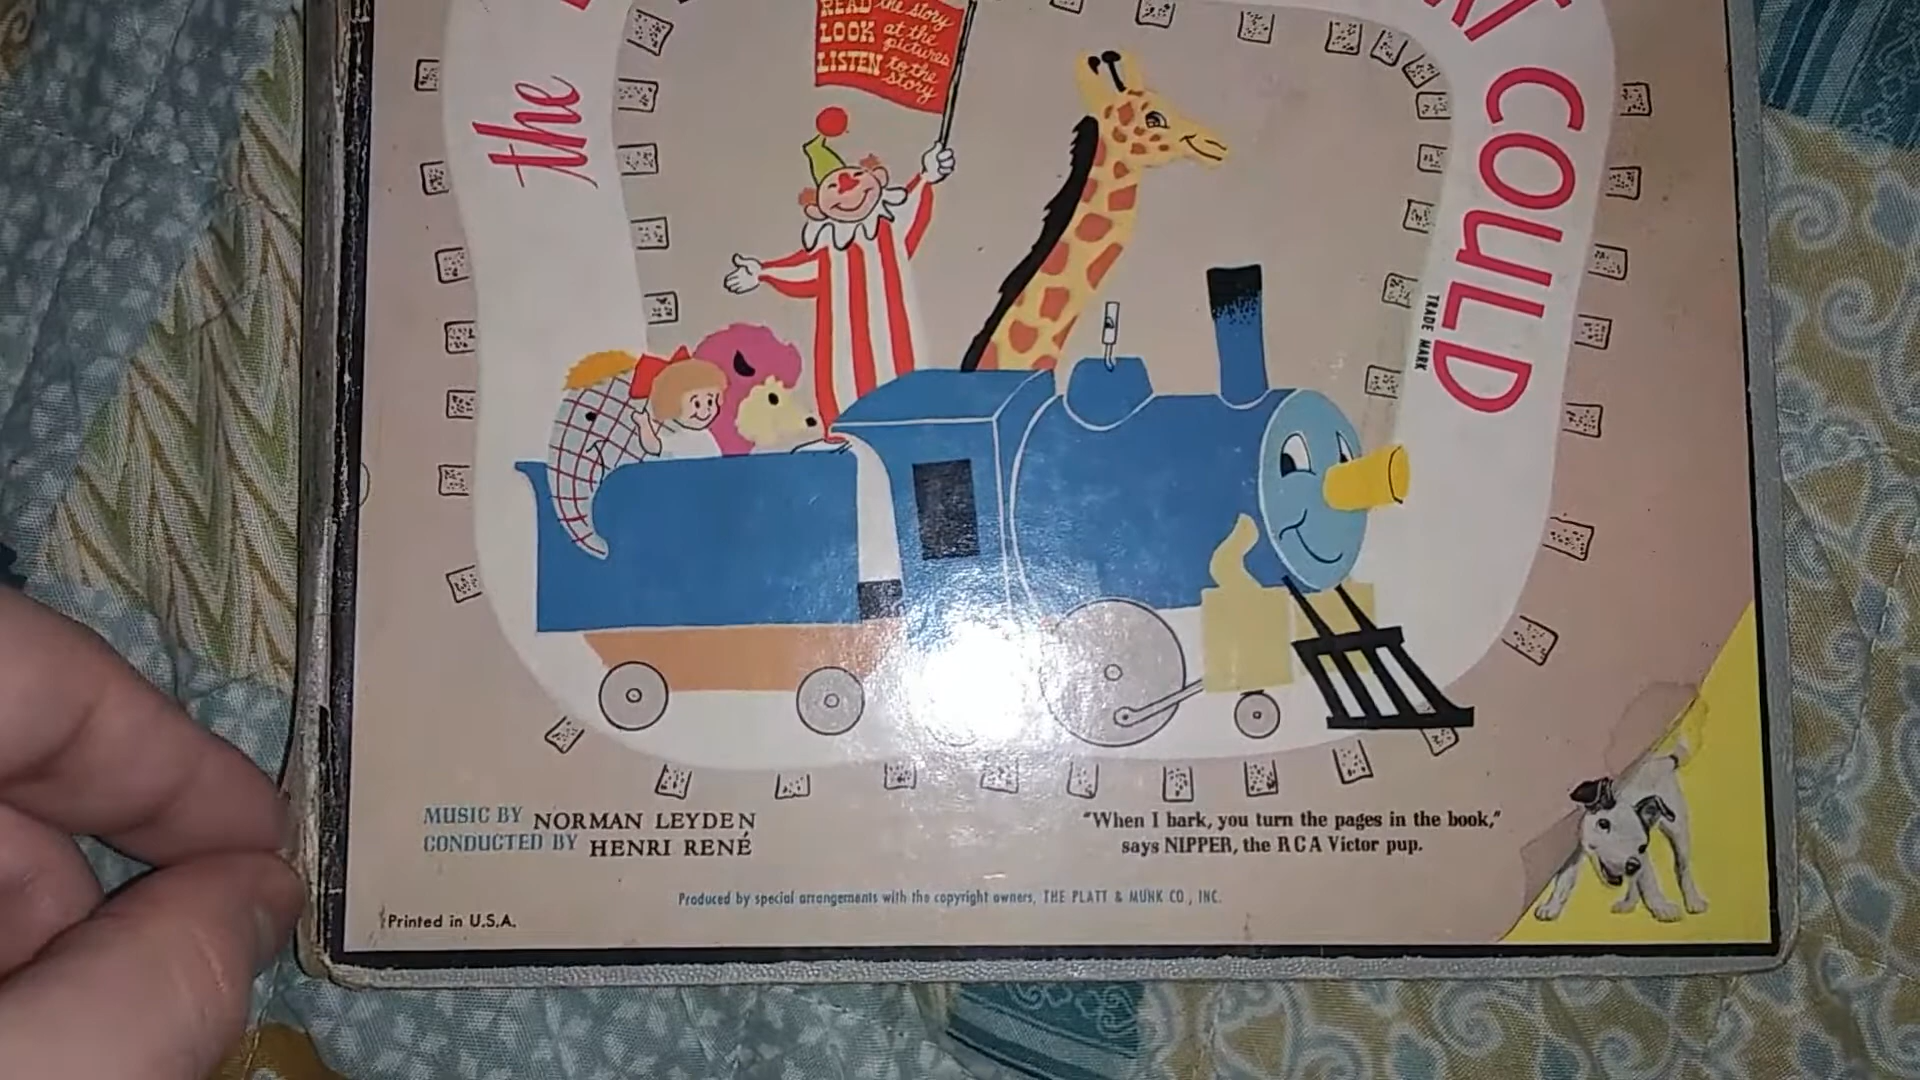 READ the story
LOOK at the pictures
LISTEN to the story
the
COULD
TRADE MARK
MUSIC BY NORMAN LEYDEN
CONDUCTED BY HENRI RENÉ
"When I bark, you turn the pages in the book,"
says NIPPER, the RCA Victor pup.
Produced by special arrangements with the copyright owners, THE PLATT & MUNK CO., INC.
Printed in U.S.A.